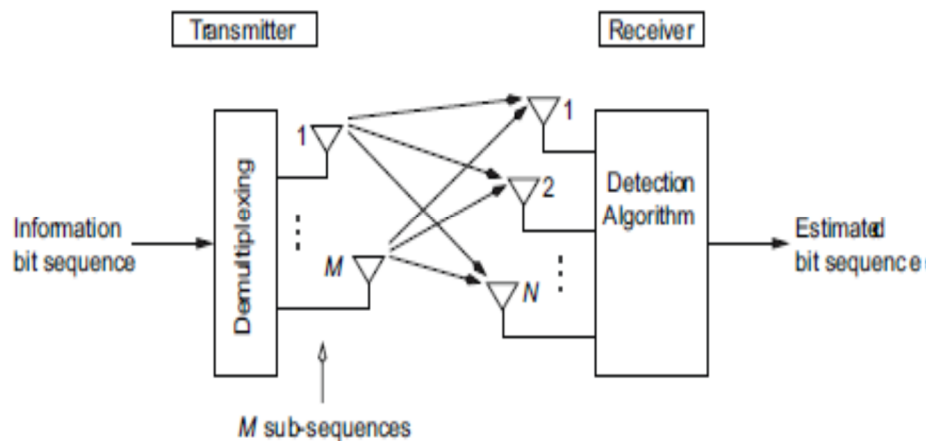 Transmitter
Receiver
1
1
2
M
N
Demultiplexing
Detection
Algorithm
Information
bit sequence
Estimated
bit sequence
M sub-sequences